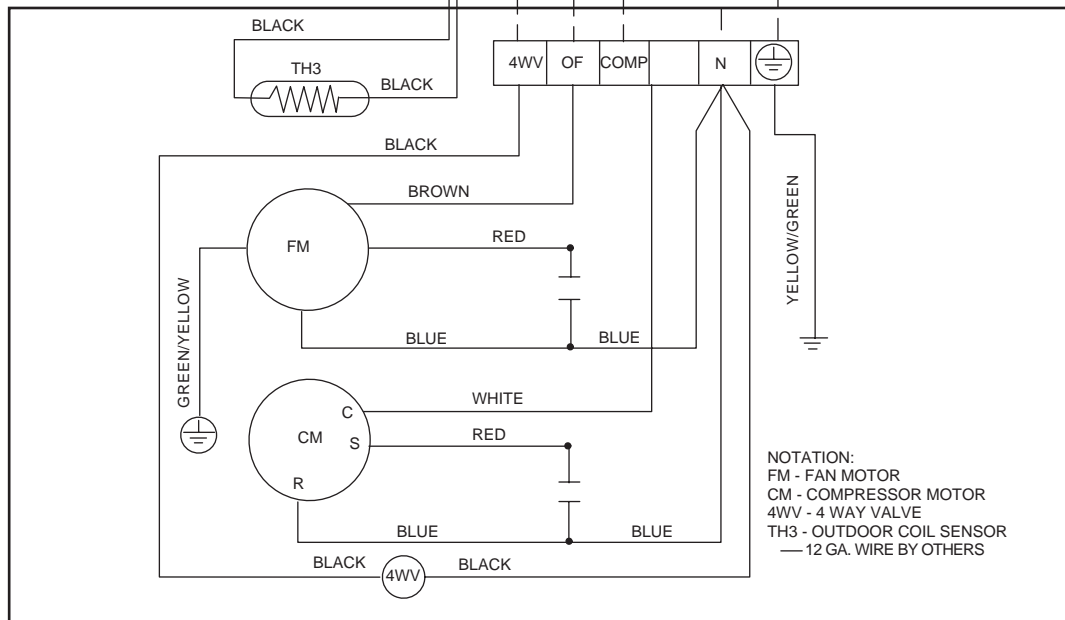 BLACK
TH3
BLACK
4WV OF COMP N
BLACK
BROWN
RED
FM
YELLOW/GREEN
GREEN/YELLOW
BLUE BLUE
WHITE
C
RED
CM S
R
BLUE BLUE
BLACK 4WV BLACK
NOTATION:
FM - FAN MOTOR
CM - COMPRESSOR MOTOR
4WV - 4 WAY VALVE
TH3 - OUTDOOR COIL SENSOR
12 GA. WIRE BY OTHERS